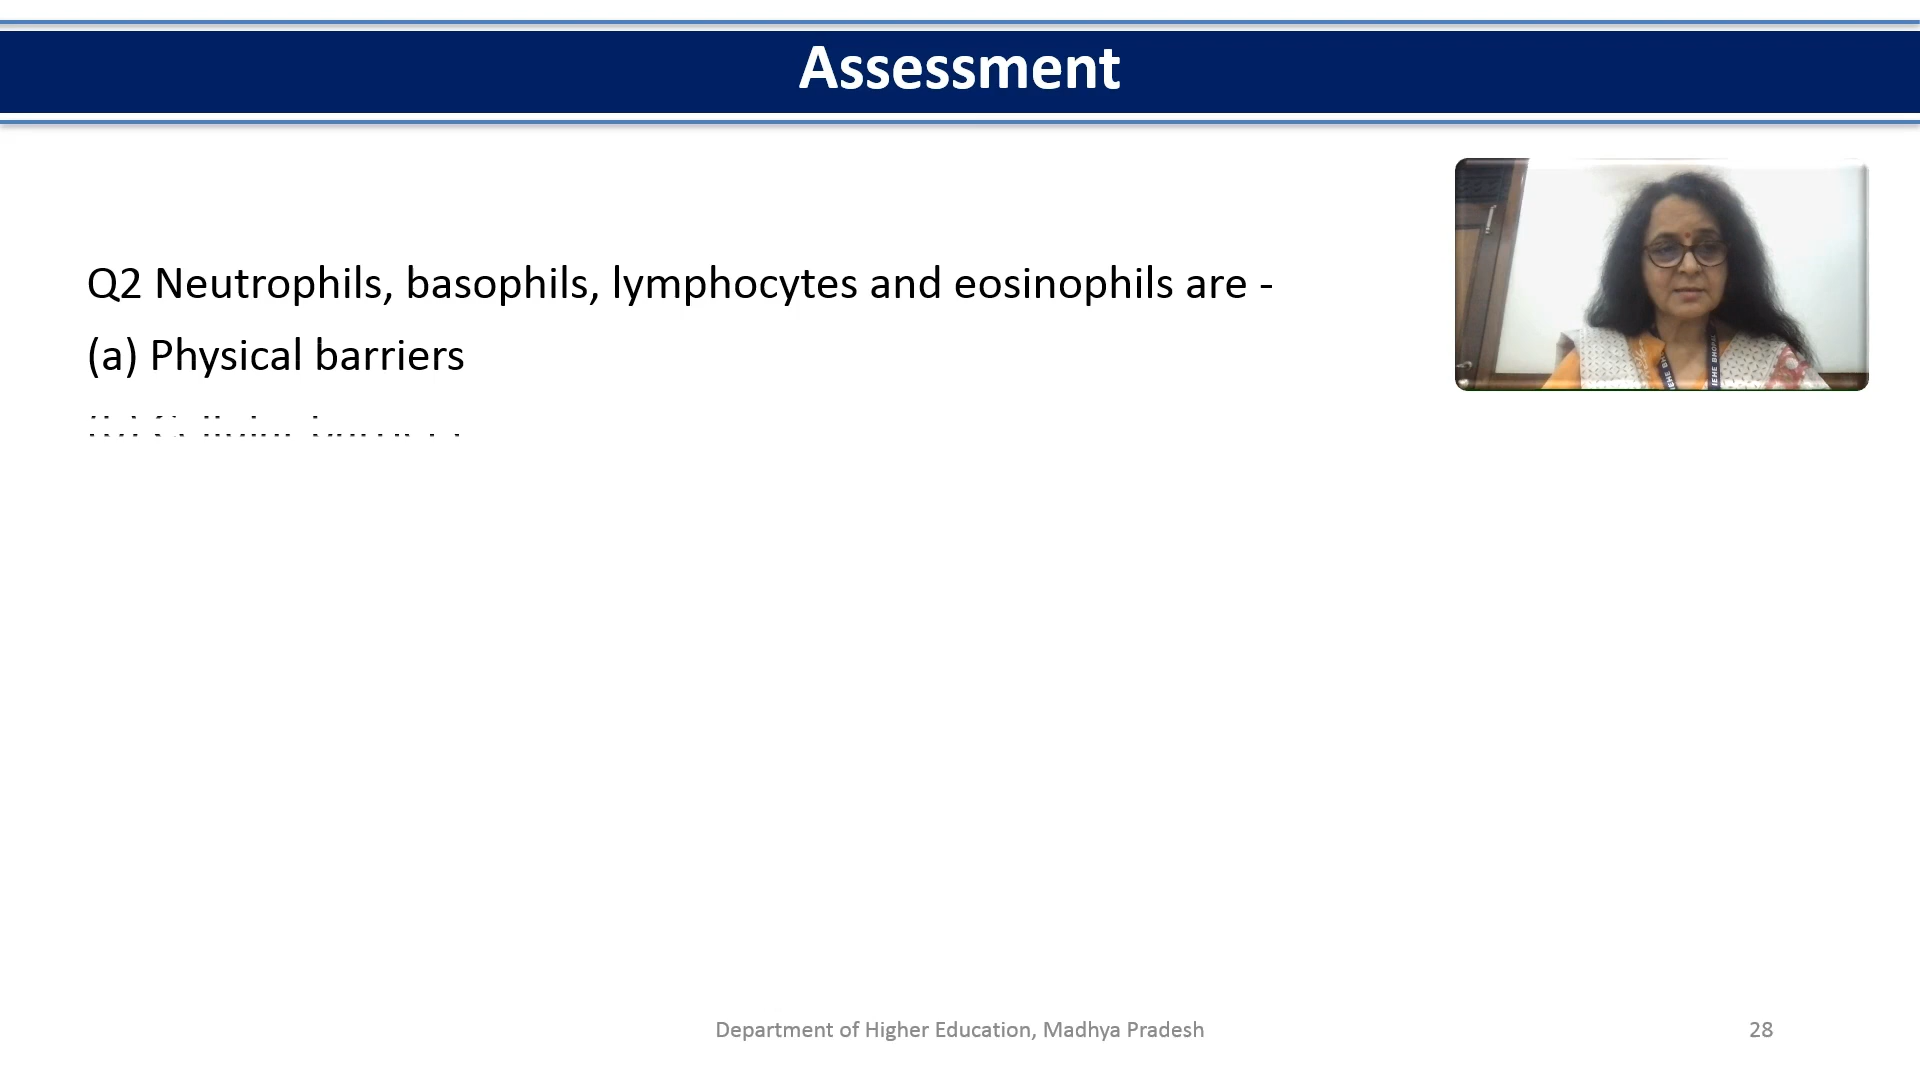 Assessment
Q2 Neutrophils, basophils, lymphocytes and eosinophils are -
(a) Physical barriers
Department of Higher Education, Madhya Pradesh
28